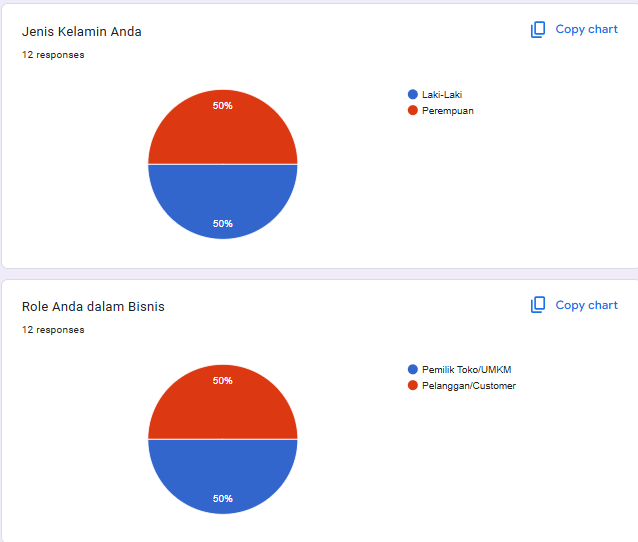 Jenis Kelamin Anda
Copy chart
12 responses
50%
50%
Laki-Laki
Perempuan
Role Anda dalam Bisnis
Copy chart
12 responses
50%
50%
Pemilik Toko/UMKM
Pelanggan/Customer